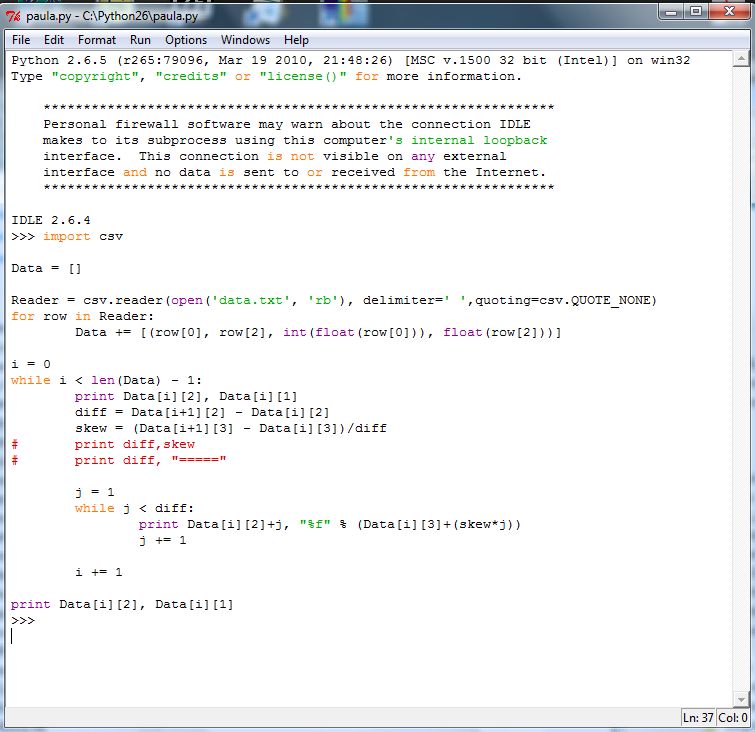 paula.py - C:\Python26\paula.py
File Edit Format Run Options Windows Help
Python 2.6.5 (r265:79096, Mar 19 2010, 21:48:26) [MSC v.1500 32 bit (Intel)] on win32
Type "copyright", "credits" or "license()" for more information.
****************************************************************
Personal firewall software may warn about the connection IDLE
makes to its subprocess using this computer's internal loopback
interface.  This connection is not visible on any external
interface and no data is sent to or received from the Internet.
****************************************************************
IDLE 2.6.4
>>> import csv
Data = []
Reader = csv.reader(open('data.txt', 'rb'), delimiter=' ',quoting=csv.QUOTE_NONE)
for row in Reader:
        Data += [(row[0], row[2], int(float(row[0])), float(row[2]))]
i = 0
while i < len(Data) - 1:
        print Data[i][2], Data[i][1]
        diff = Data[i+1][2] - Data[i][2]
        skew = (Data[i+1][3] - Data[i][3])/diff
#       print diff,skew
#       print diff, "====="
        j = 1
        while j < diff:
                print Data[i][2]+j, "%f" % (Data[i][3]+(skew*j))
                j += 1
        i += 1
print Data[i][2], Data[i][1]
>>>
Ln: 37 Col: 0